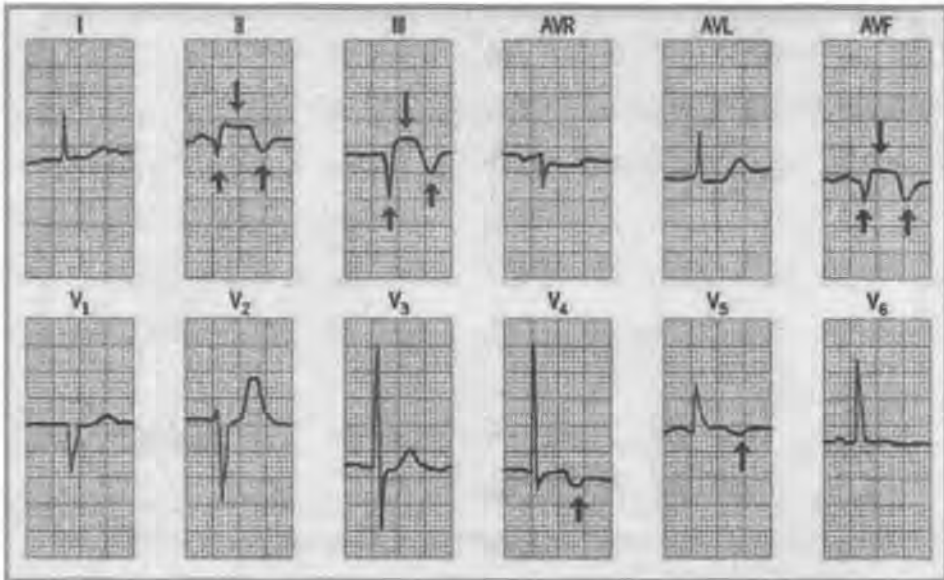 I II III AVR AVL AVF
V₁ V₂ V₃ V₄ V₅ V₆